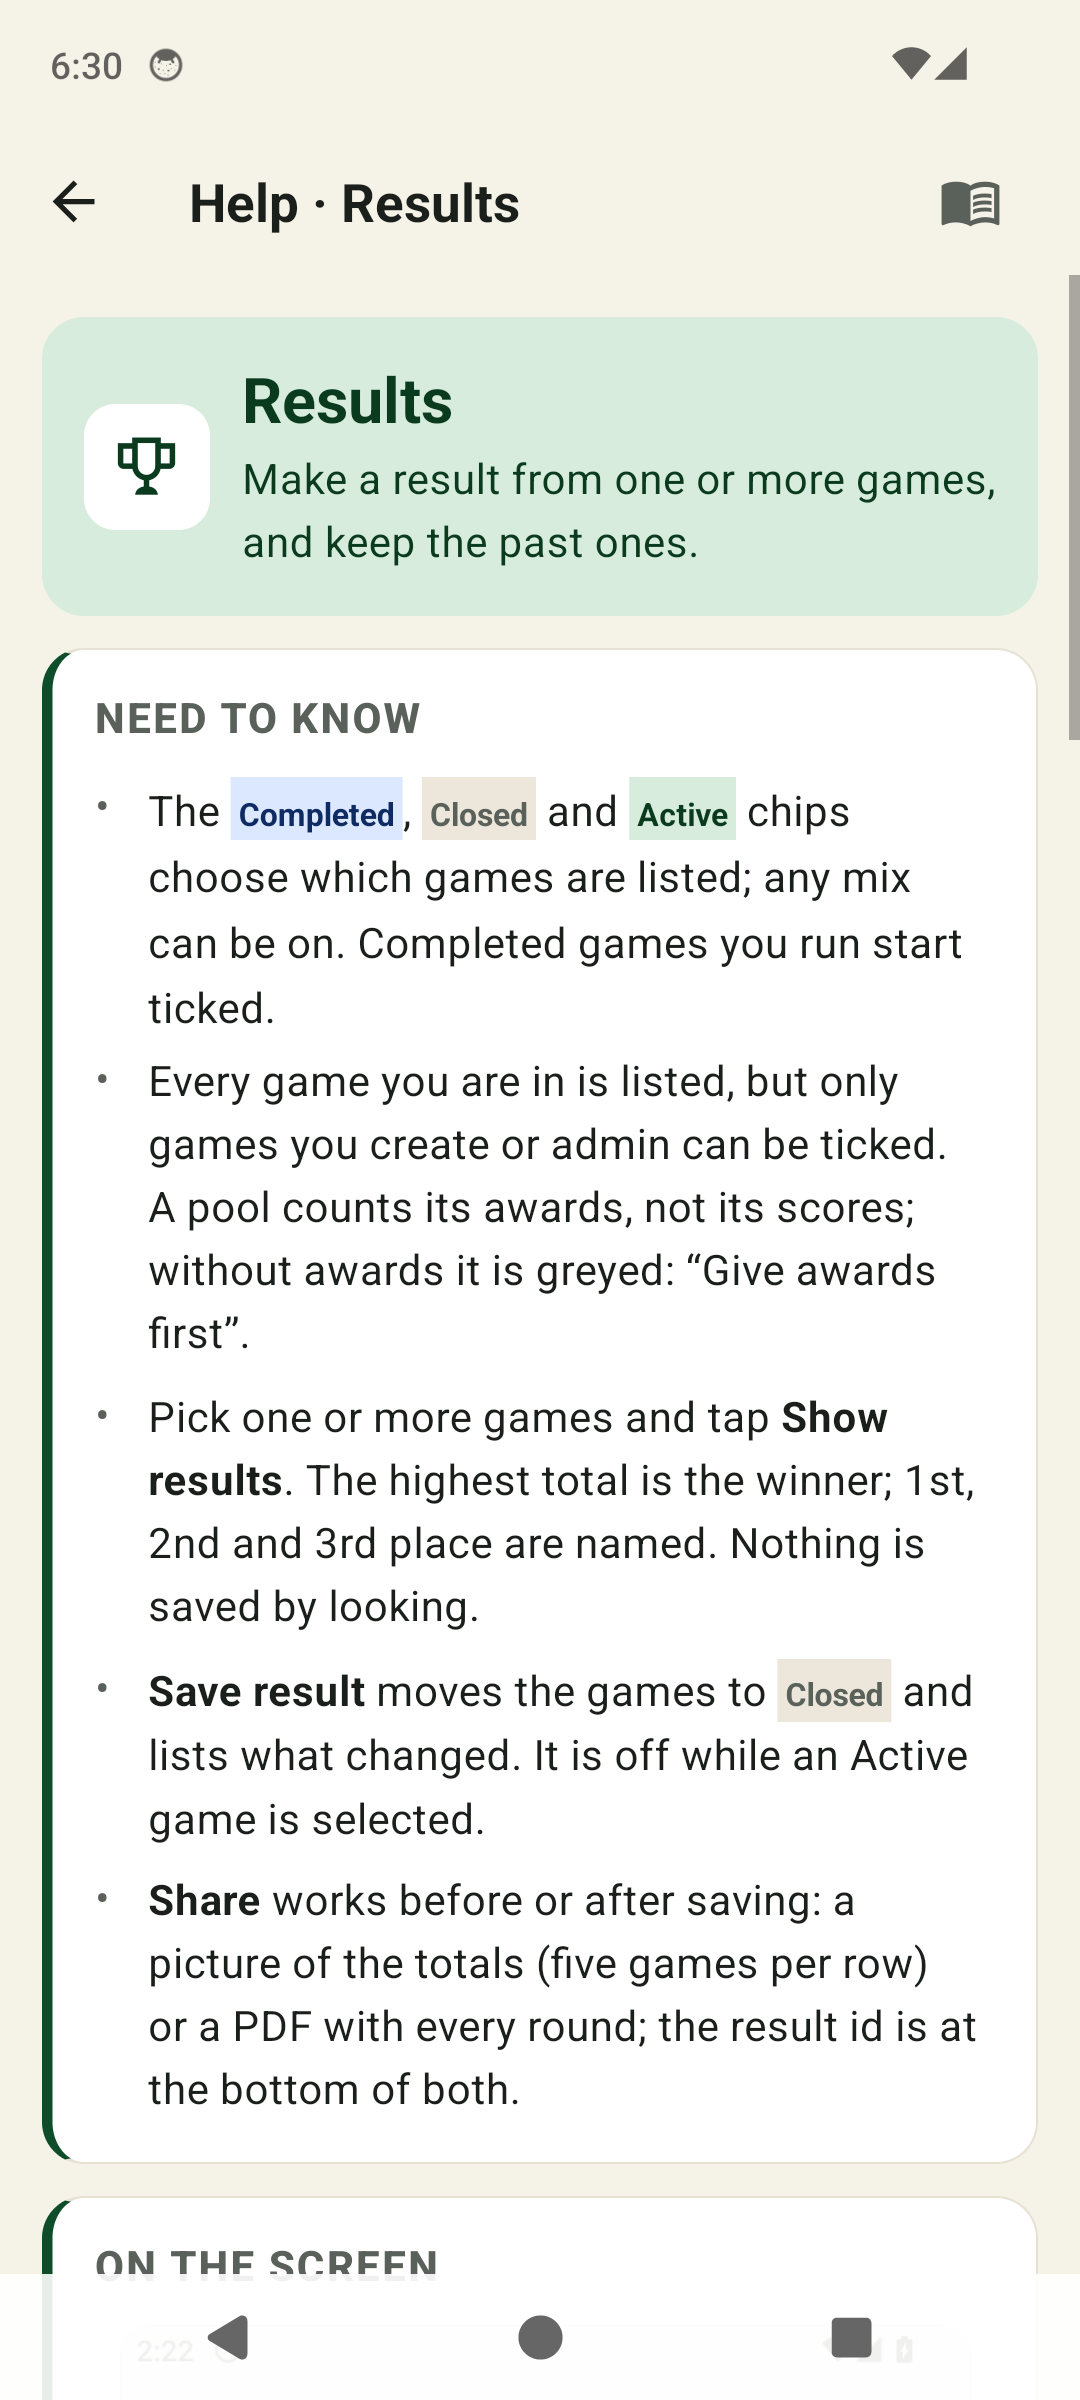 6:30
Help · Results
Results
Make a result from one or more games,
and keep the past ones.
NEED TO KNOW
• The Completed, Closed and Active chips
choose which games are listed; any mix
can be on. Completed games you run start
ticked.
• Every game you are in is listed, but only
games you create or admin can be ticked.
A pool counts its awards, not its scores;
without awards it is greyed: “Give awards
first”.
• Pick one or more games and tap Show
results. The highest total is the winner; 1st,
2nd and 3rd place are named. Nothing is
saved by looking.
• Save result moves the games to Closed and
lists what changed. It is off while an Active
game is selected.
• Share works before or after saving: a
picture of the totals (five games per row)
or a PDF with every round; the result id is at
the bottom of both.
ON THE SCREEN
2:22